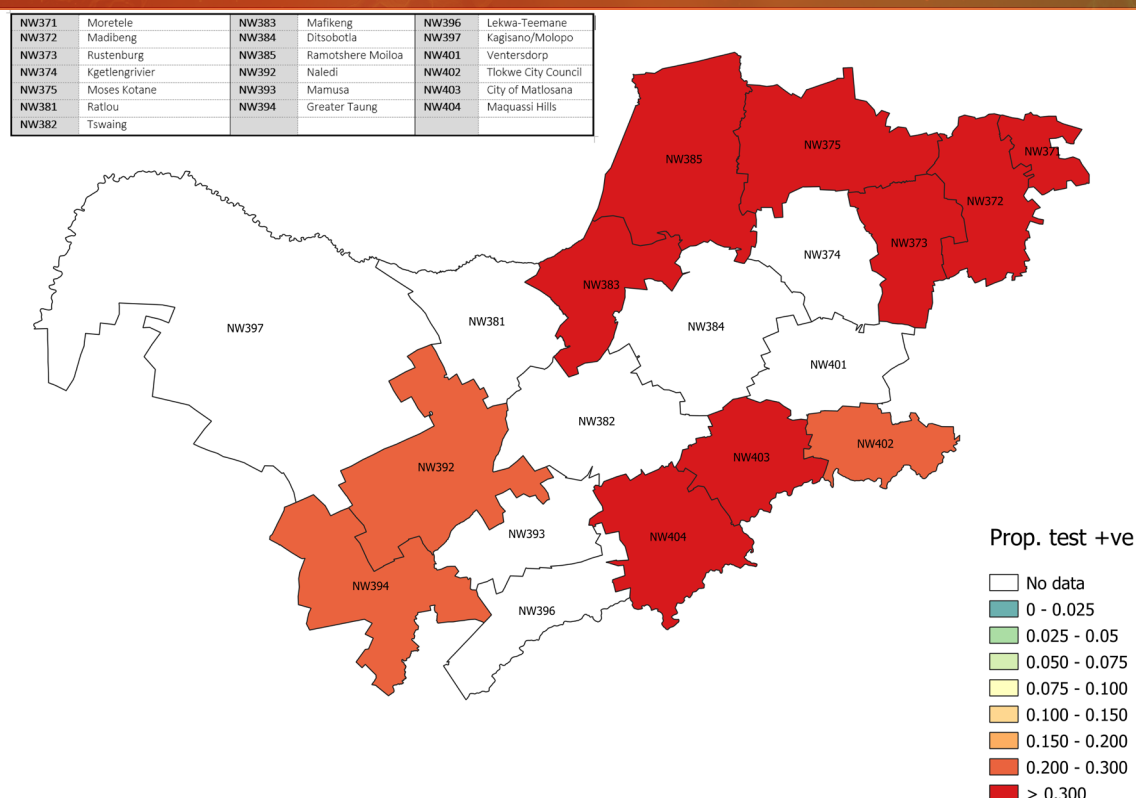 NW371 Moretele NW383 Mafikeng NW396 Lekwa-Teemane
NW372 Madibeng NW384 Ditsobotla NW397 Kagisano/Molopo
NW373 Rustenburg NW385 Ramotshere Moiloa NW401 Ventersdorp
NW374 Kgetlengrivier NW392 Naledi NW402 Tlokwe City Council
NW375 Moses Kotane NW393 Mamusa NW403 City of Matlosana
NW381 Ratlou NW394 Greater Taung NW404 Maquassi Hills
NW382 Tswaing
NW385
NW375
NW371
NW372
NW373
NW374
NW383
NW381
NW384
NW397
NW401
NW382
NW402
NW403
NW392
NW393
NW404
NW394
NW396
Prop. test +ve
No data
0 - 0.025
0.025 - 0.05
0.050 - 0.075
0.075 - 0.100
0.100 - 0.150
0.150 - 0.200
0.200 - 0.300
> 0.300